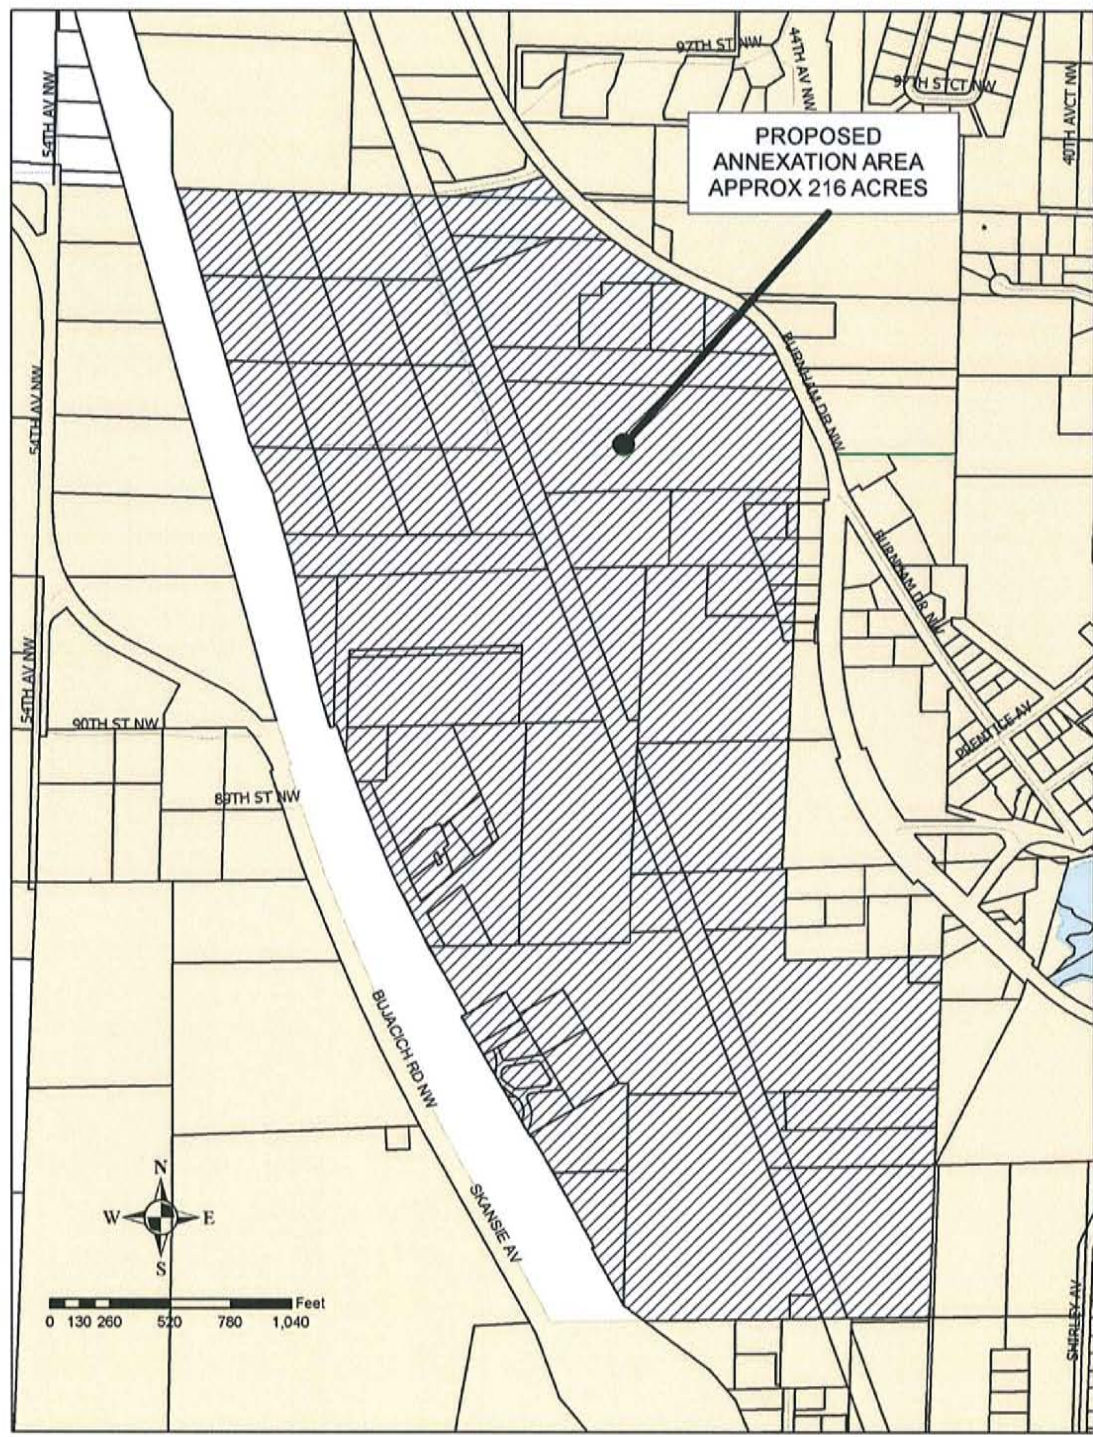 97TH ST NW
44TH AV NW
97TH STCT NW
40TH AVCT NW
54TH AV NW
PROPOSED
ANNEXATION AREA
APPROX 216 ACRES
BURNHAM DR NW
54TH AV NW
BURNHAM DR NW
54TH AV NW
90TH ST NW
PRENTICE AV
89TH ST NW
BUJACICH RD NW
SKANSIE AV
SHIRLEY AV
N
W E
S
Feet
0 130 260 520 780 1,040